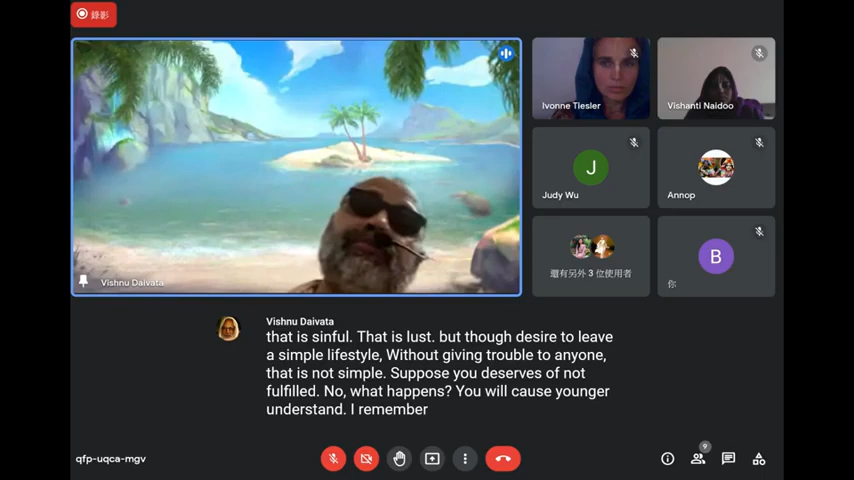 錄影
Vishnu Daivata
Ivonne Tiesler
Vishanti Naidoo
J
Judy Wu
Annop
還有另外 3 位使用者
B
你
Vishnu Daivata
that is sinful. That is lust. but though desire to leave
a simple lifestyle, Without giving trouble to anyone,
that is not simple. Suppose you deserves of not
fulfilled. No, what happens? You will cause younger
understand. I remember
qfp-uqca-mgv
9